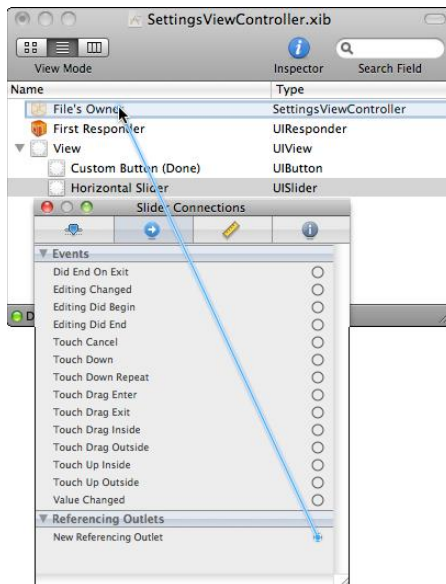 SettingsViewController.xib
View Mode Inspector Search Field
Name Type
File's Owner SettingsViewController
First Responder UIResponder
View UIView
Custom Button (Done) UIButton
Horizontal Slider UISlider
Slider Connections
Events
Did End On Exit
Editing Changed
Editing Did Begin
Editing Did End
Touch Cancel
Touch Down
Touch Down Repeat
Touch Drag Enter
Touch Drag Exit
Touch Drag Inside
Touch Drag Outside
Touch Up Inside
Touch Up Outside
Value Changed
Referencing Outlets
New Referencing Outlet